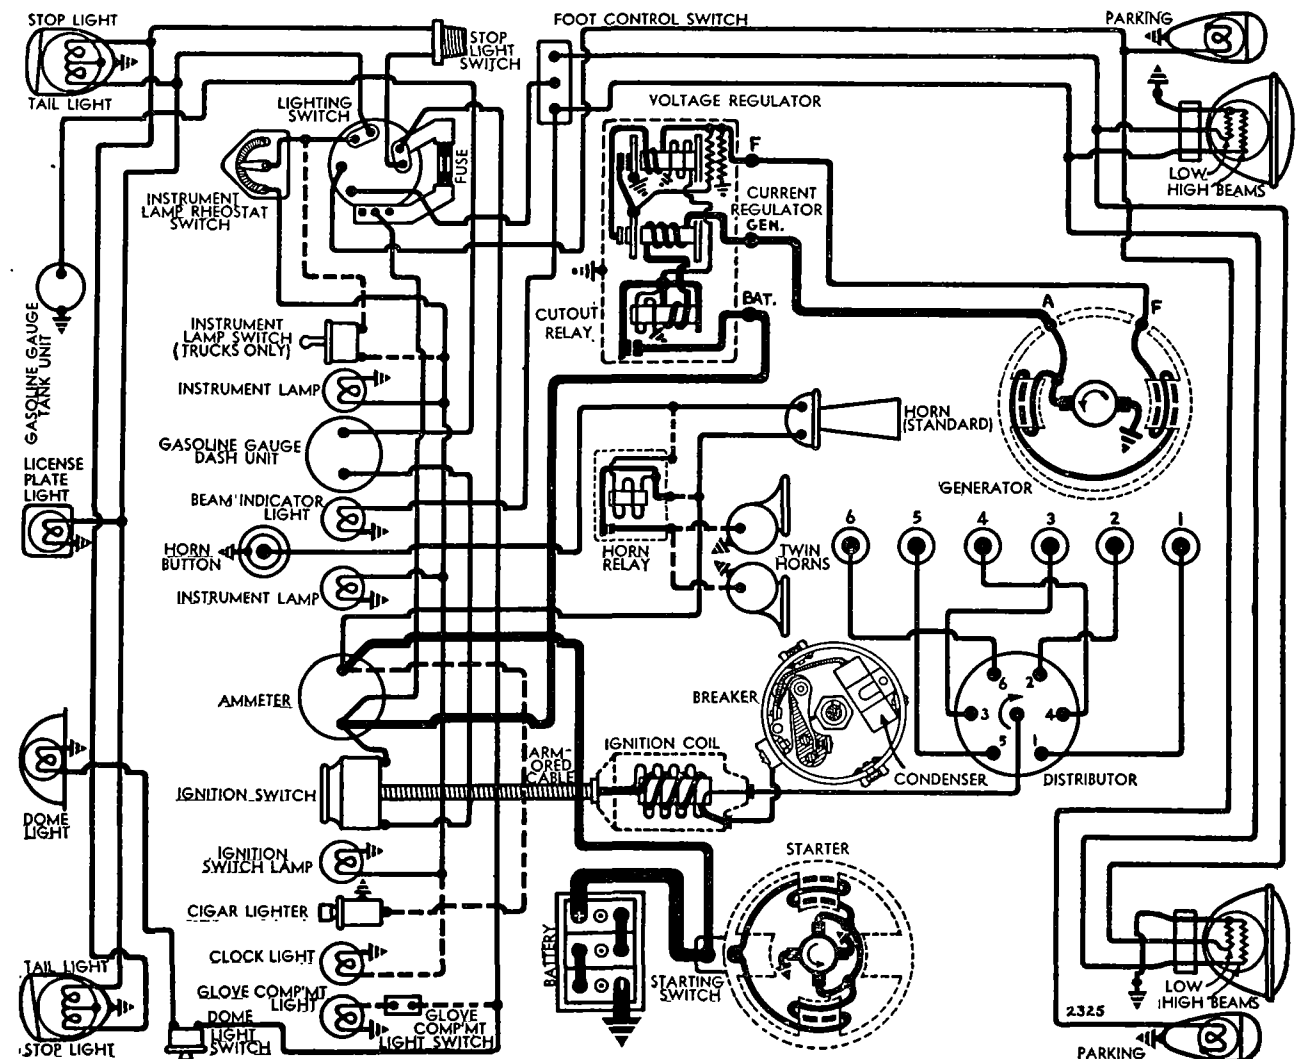 STOP LIGHT
TAIL LIGHT
STOP
LIGHT
SWITCH
FOOT CONTROL SWITCH
PARKING
LIGHTING
SWITCH
FUSE
VOLTAGE REGULATOR
F
LOW
HIGH BEAMS
INSTRUMENT
LAMP RHEOSTAT
SWITCH
CURRENT
REGULATOR
GEN.
GASOLINE GAUGE
TANK UNIT
INSTRUMENT
LAMP SWITCH
(TRUCKS ONLY)
CUTOUT
RELAY
BAT.
A
F
INSTRUMENT LAMP
GASOLINE GAUGE
DASH UNIT
HORN
(STANDARD)
LICENSE
PLATE
LIGHT
BEAM INDICATOR
LIGHT
GENERATOR
HORN
BUTTON
HORN
RELAY
TWIN
HORNS
6 5 4 3 2 1
INSTRUMENT LAMP
AMMETER
BREAKER
6 2
3 4
5 1
CONDENSER
DISTRIBUTOR
ARM-
ORED
CABLE
IGNITION COIL
IGNITION SWITCH
DOME
LIGHT
IGNITION
SWITCH LAMP
STARTER
CIGAR LIGHTER
CLOCK LIGHT
BATTERY
+
STARTING
SWITCH
TAIL LIGHT
STOP LIGHT
GLOVE COMP'MT
LIGHT
GLOVE
COMP'MT
LIGHT SWITCH
DOME
LIGHT
SWITCH
LOW
HIGH BEAMS
2325
PARKING